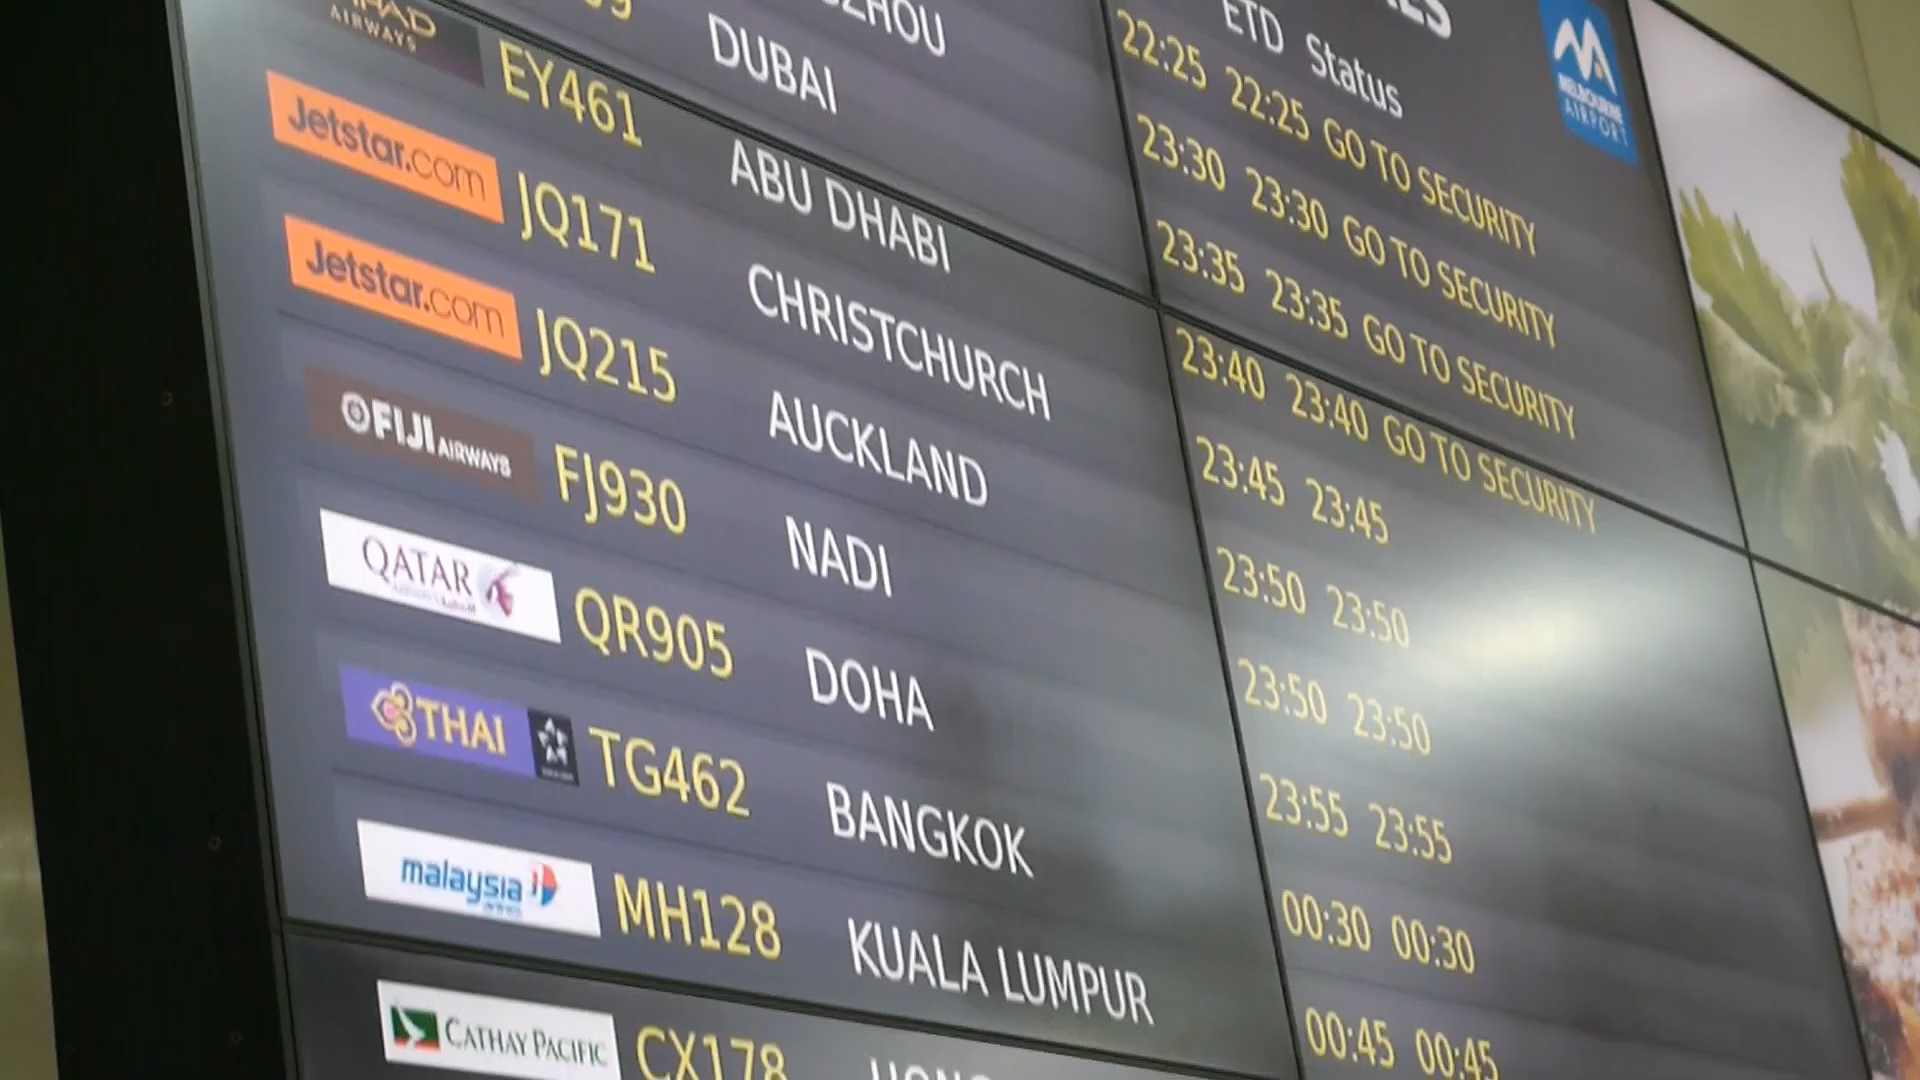 ETD Status
MELBOURNE AIRPORT
22:25 22:25 GO TO SECURITY
ZHOU 23:30 23:30 GO TO SECURITY
DUBAI 23:35 23:35 GO TO SECURITY
AIRWAYS EY461 ABU DHABI 23:40 23:40 GO TO SECURITY
Jetstar.com JQ171 CHRISTCHURCH 23:45 23:45
Jetstar.com JQ215 AUCKLAND 23:50 23:50
FIJI AIRWAYS FJ930 NADI 23:50 23:50
QATAR QR905 DOHA 23:55 23:55
THAI TG462 BANGKOK 00:30 00:30
malaysia MH128 KUALA LUMPUR 00:45 00:45
CATHAY PACIFIC CX178